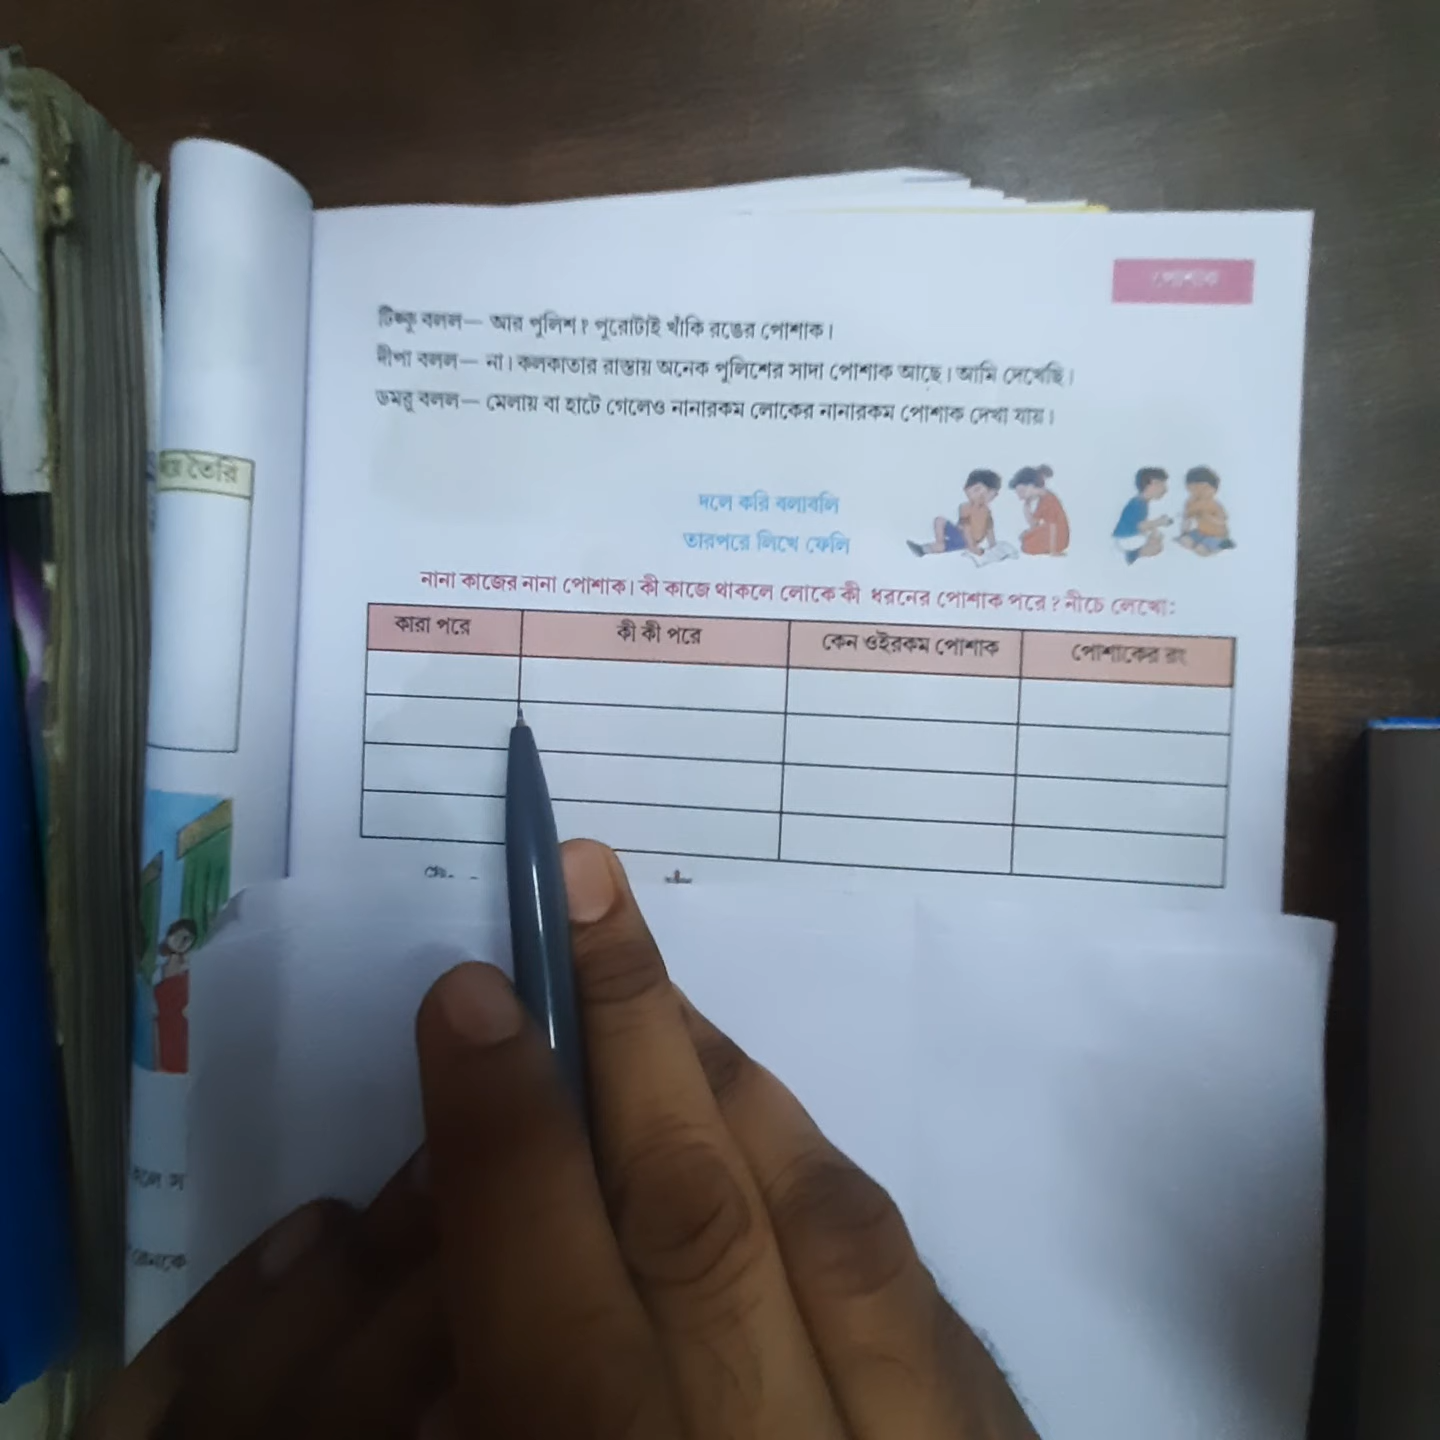 পোশাক
টিঙ্কু বলল— আর পুলিশ? পুরোটাই খাঁকি রঙের পোশাক।
দীপা বলল— না। কলকাতার রাস্তায় অনেক পুলিশের সাদা পোশাক আছে। আমি দেখেছি।
ডমরু বলল— মেলায় বা হাটে গেলেও নানারকম লোকের নানারকম পোশাক দেখা যায়।
তৈরি
দলে করি বলাবলি
তারপরে লিখে ফেলি
নানা কাজের নানা পোশাক। কী কাজে থাকলে লোকে কী ধরনের পোশাক পরে? নীচে লেখো:
কারা পরে
কী কী পরে
কেন ওইরকম পোশাক
পোশাকের রং